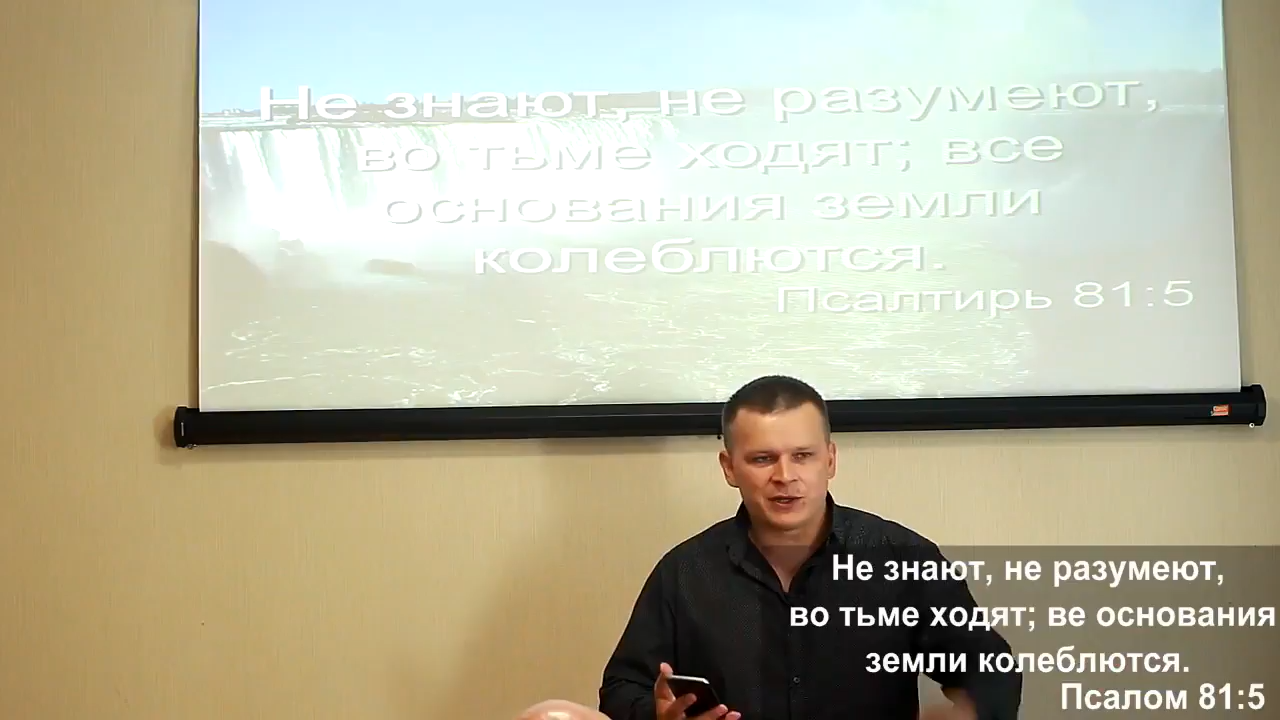 Не знают, не разумеют,
во тьме ходят; все
основания земли
колеблются.
Псалтирь 81:5
Не знают, не разумеют,
во тьме ходят; ве основания
земли колеблются.
Псалом 81:5